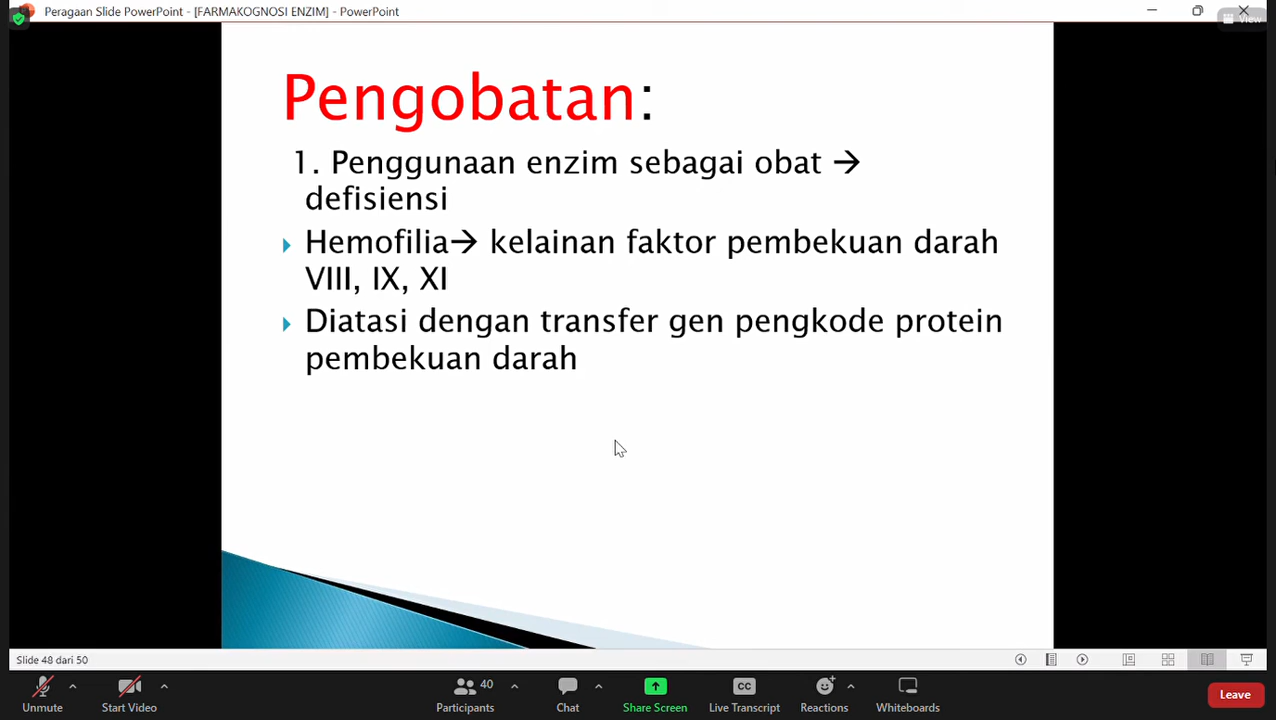 Peragaan Slide PowerPoint - [FARMAKOGNOSI ENZIM] - PowerPoint
View
Pengobatan:
1. Penggunaan enzim sebagai obat →
defisiensi
Hemofilia→ kelainan faktor pembekuan darah
VIII, IX, XI
Diatasi dengan transfer gen pengkode protein
pembekuan darah
Slide 48 dari 50
Unmute
Start Video
40
Participants
Chat
Share Screen
CC
Live Transcript
Reactions
Whiteboards
Leave